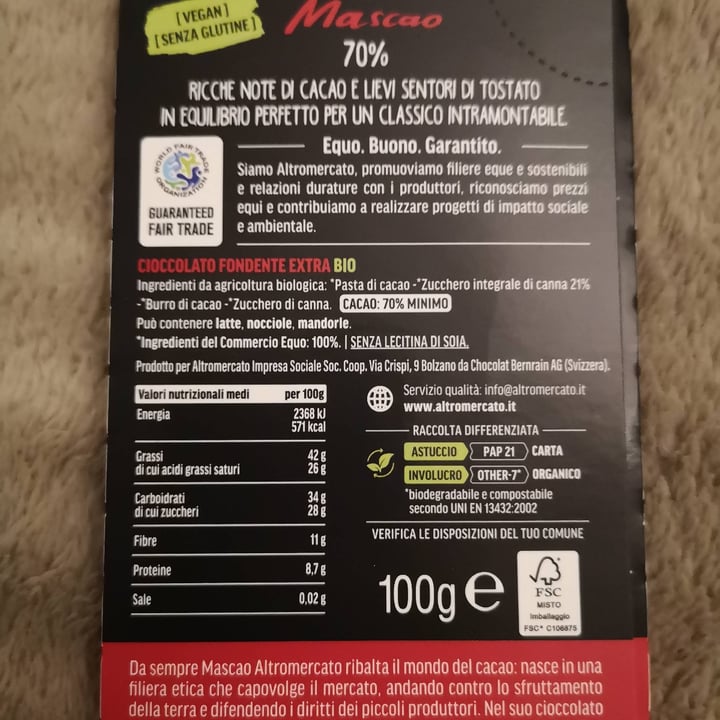 [VEGAN]
[SENZA GLUTINE]
Mascao
70%
RICCHE NOTE DI CACAO E LIEVI SENTORI DI TOSTATO
IN EQUILIBRIO PERFETTO PER UN CLASSICO INTRAMONTABILE.
WORLD FAIR TRADE
ORGANIZATION
GUARANTEED
FAIR TRADE
Equo. Buono. Garantito.
Siamo Altromercato, promuoviamo filiere eque e sostenibili
e relazioni durature con i produttori, riconosciamo prezzi
equi e contribuiamo a realizzare progetti di impatto sociale
e ambientale.
CIOCCOLATO FONDENTE EXTRA BIO
Ingredienti da agricoltura biologica: *Pasta di cacao -*Zucchero integrale di canna 21%
-*Burro di cacao -*Zucchero di canna. CACAO: 70% MINIMO
Può contenere latte, nocciole, mandorle.
*Ingredienti del Commercio Equo: 100%. | SENZA LECITINA DI SOIA.
Prodotto per Altromercato Impresa Sociale Soc. Coop. Via Crispi, 9 Bolzano da Chocolat Bernrain AG (Svizzera).
Valori nutrizionali medi per 100g
Energia 2368 kJ
571 kcal
Grassi 42 g
di cui acidi grassi saturi 26 g
Carboidrati 34 g
di cui zuccheri 28 g
Fibre 11 g
Proteine 8,7 g
Sale 0,02 g
Servizio qualità: info@altromercato.it
www.altromercato.it
RACCOLTA DIFFERENZIATA
ASTUCCIO PAP 21 CARTA
INVOLUCRO OTHER-7* ORGANICO
*biodegradabile e compostabile
secondo UNI EN 13432:2002
VERIFICA LE DISPOSIZIONI DEL TUO COMUNE
100g e
FSC
MISTO
Imballaggio
FSC® C106875
Da sempre Mascao Altromercato ribalta il mondo del cacao: nasce in una
filiera etica che capovolge il mercato, andando contro lo sfruttamento
della terra e difendendo i diritti dei piccoli produttori. Nel suo cioccolato